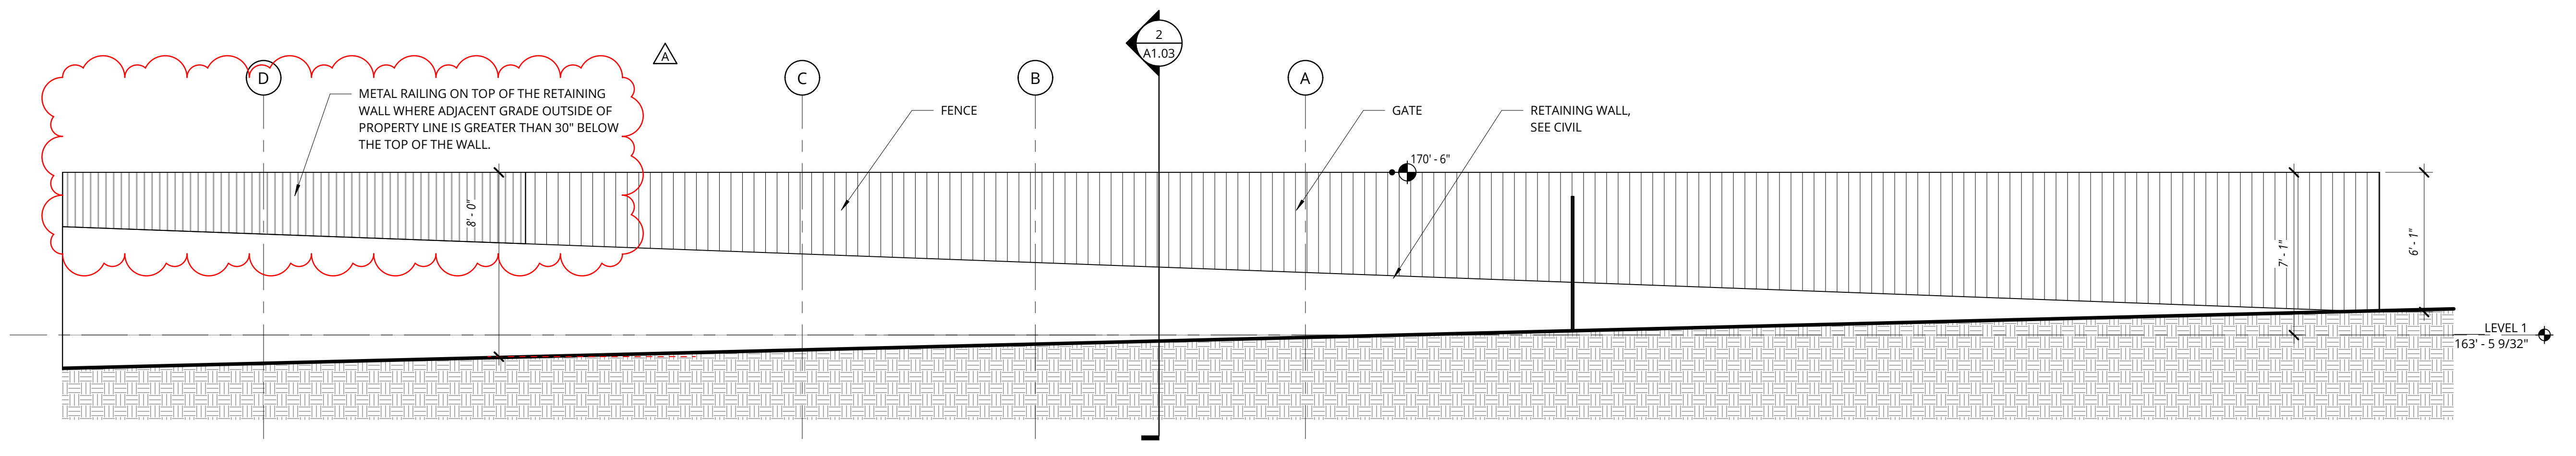 2
A1.03
A
D
C
B
A
METAL RAILING ON TOP OF THE RETAINING
WALL WHERE ADJACENT GRADE OUTSIDE OF
PROPERTY LINE IS GREATER THAN 30" BELOW
THE TOP OF THE WALL.
FENCE
GATE
RETAINING WALL,
SEE CIVIL
170' - 6"
8' - 0"
7' - 1"
6' - 1"
LEVEL 1
163' - 5 9/32"